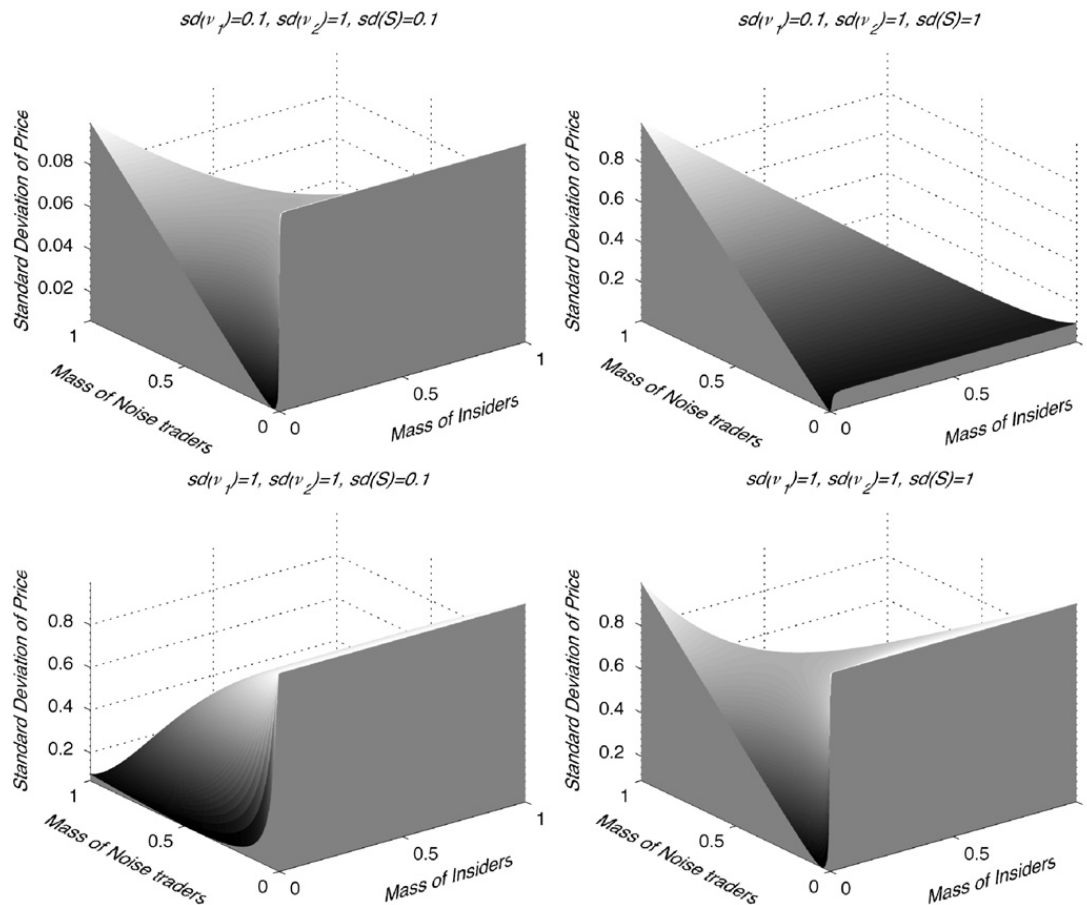 sd(ν₁)=0.1, sd(ν₂)=1, sd(S)=0.1
Standard Deviation of Price
0.08
0.06
0.04
0.02
1
0.5
0
Mass of Noise traders
0
0.5
1
Mass of Insiders
sd(ν₁)=0.1, sd(ν₂)=1, sd(S)=1
Standard Deviation of Price
0.8
0.6
0.4
0.2
1
0.5
0
Mass of Noise traders
0
0.5
1
Mass of Insiders
sd(ν₁)=1, sd(ν₂)=1, sd(S)=0.1
Standard Deviation of Price
0.8
0.6
0.4
0.2
1
0.5
0
Mass of Noise traders
0
0.5
1
Mass of Insiders
sd(ν₁)=1, sd(ν₂)=1, sd(S)=1
Standard Deviation of Price
0.8
0.6
0.4
0.2
1
0.5
0
Mass of Noise traders
0
0.5
1
Mass of Insiders